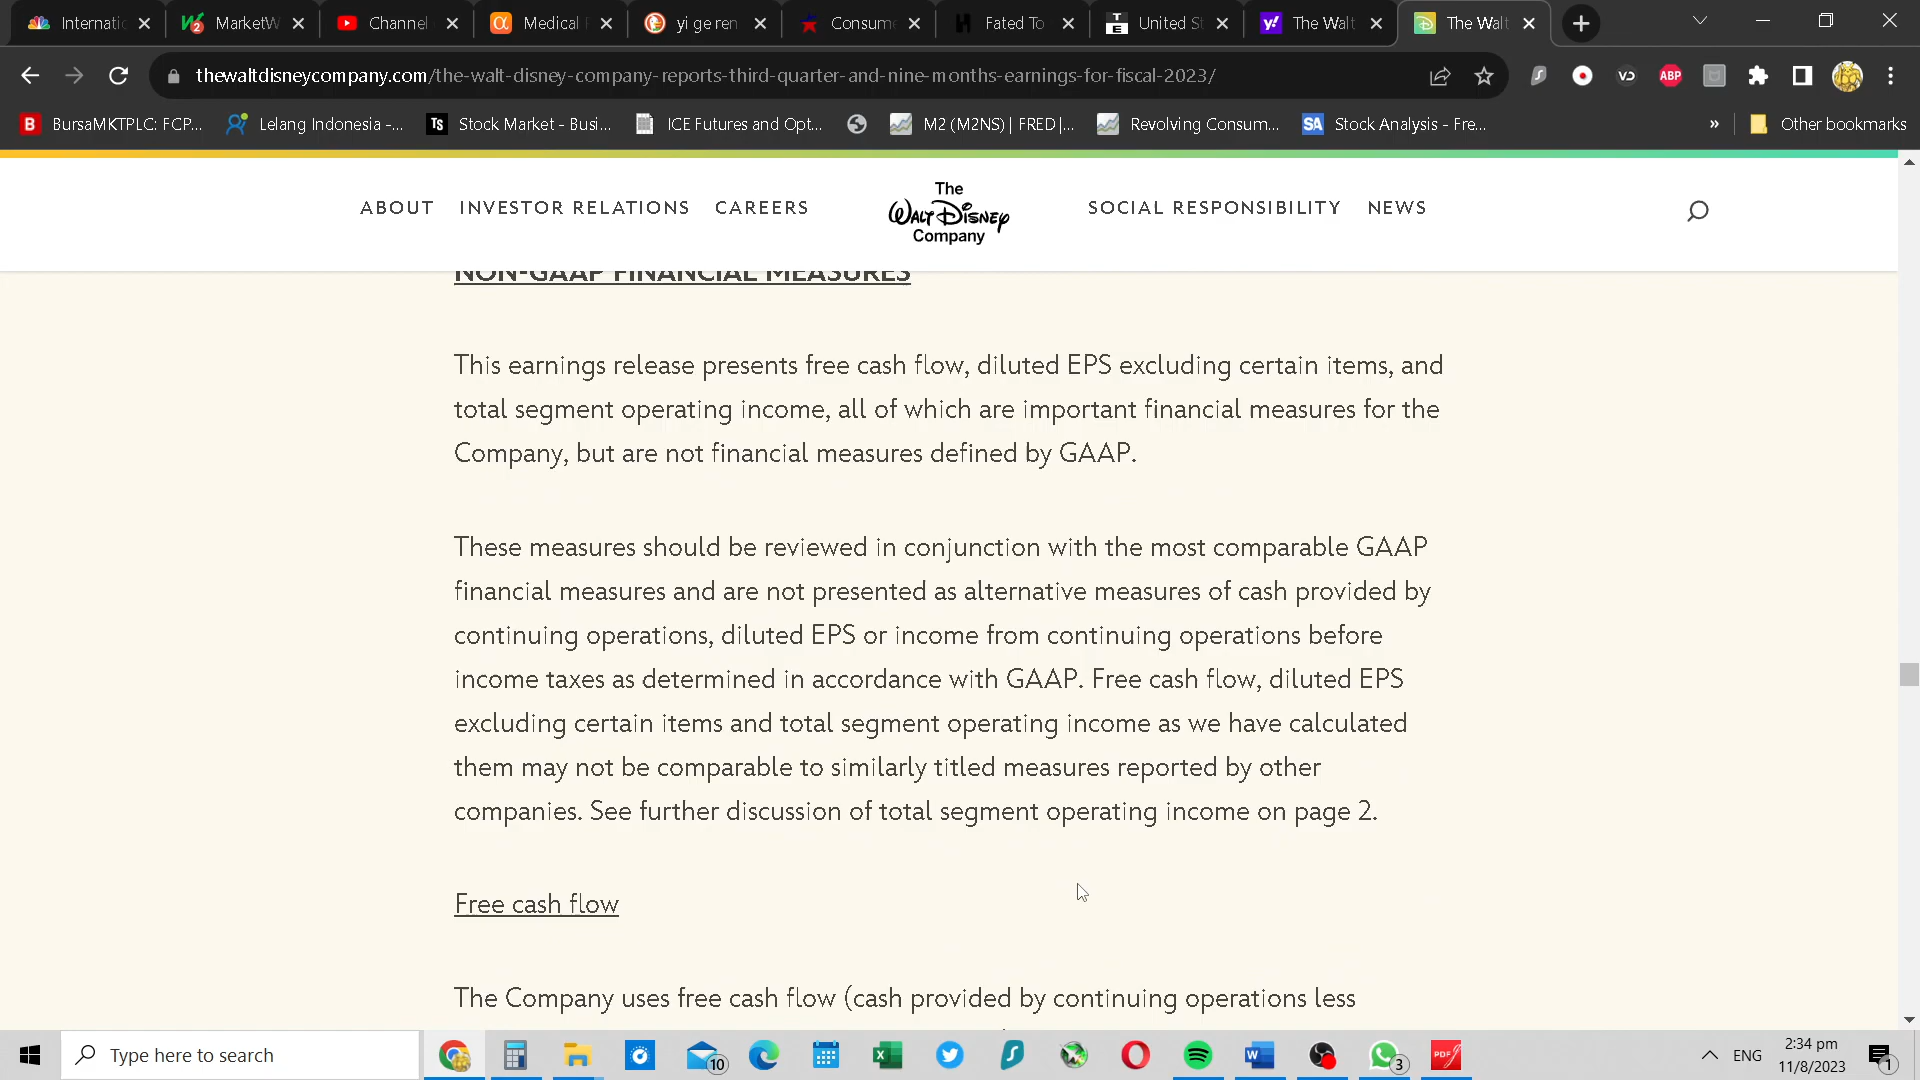 Internatic
MarketW
Channel
Medical
yi ge ren
Consum
Fated To
United S
The Walt
The Walt
thewaltdisneycompany.com/the-walt-disney-company-reports-third-quarter-and-nine-months-earnings-for-fiscal-2023/
VD
ABP
B BursaMKTPLC: FCP...
Lelang Indonesia -...
TS Stock Market - Busi...
ICE Futures and Opt...
M2 (M2NS) | FRED |...
Revolving Consum...
SA Stock Analysis - Fre...
»
Other bookmarks
ABOUT
INVESTOR RELATIONS
CAREERS
The
Walt Disney
Company
SOCIAL RESPONSIBILITY
NEWS
NON-GAAP FINANCIAL MEASURES
This earnings release presents free cash flow, diluted EPS excluding certain items, and
total segment operating income, all of which are important financial measures for the
Company, but are not financial measures defined by GAAP.
These measures should be reviewed in conjunction with the most comparable GAAP
financial measures and are not presented as alternative measures of cash provided by
continuing operations, diluted EPS or income from continuing operations before
income taxes as determined in accordance with GAAP. Free cash flow, diluted EPS
excluding certain items and total segment operating income as we have calculated
them may not be comparable to similarly titled measures reported by other
companies. See further discussion of total segment operating income on page 2.
Free cash flow
The Company uses free cash flow (cash provided by continuing operations less
Type here to search
10
3
PDF
ENG
2:34 pm
11/8/2023
1